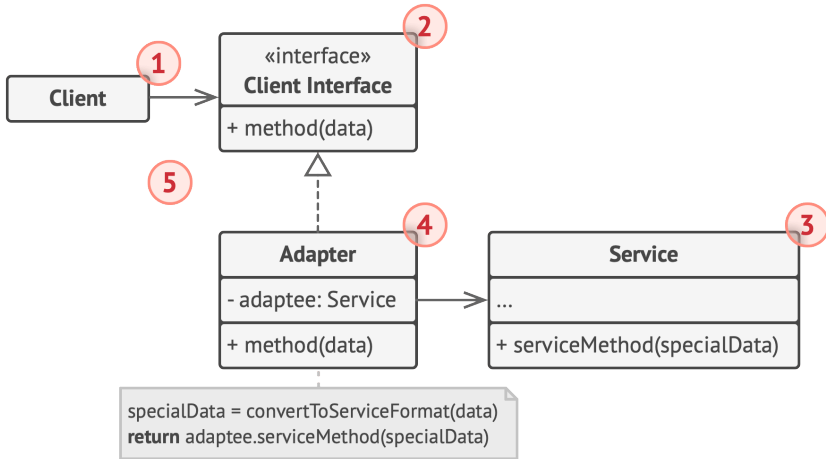 1
Client
2
«interface»
Client Interface
+ method(data)
5
4
Adapter
- adaptee: Service
+ method(data)
3
Service
...
+ serviceMethod(specialData)
specialData = convertToServiceFormat(data)
return adaptee.serviceMethod(specialData)